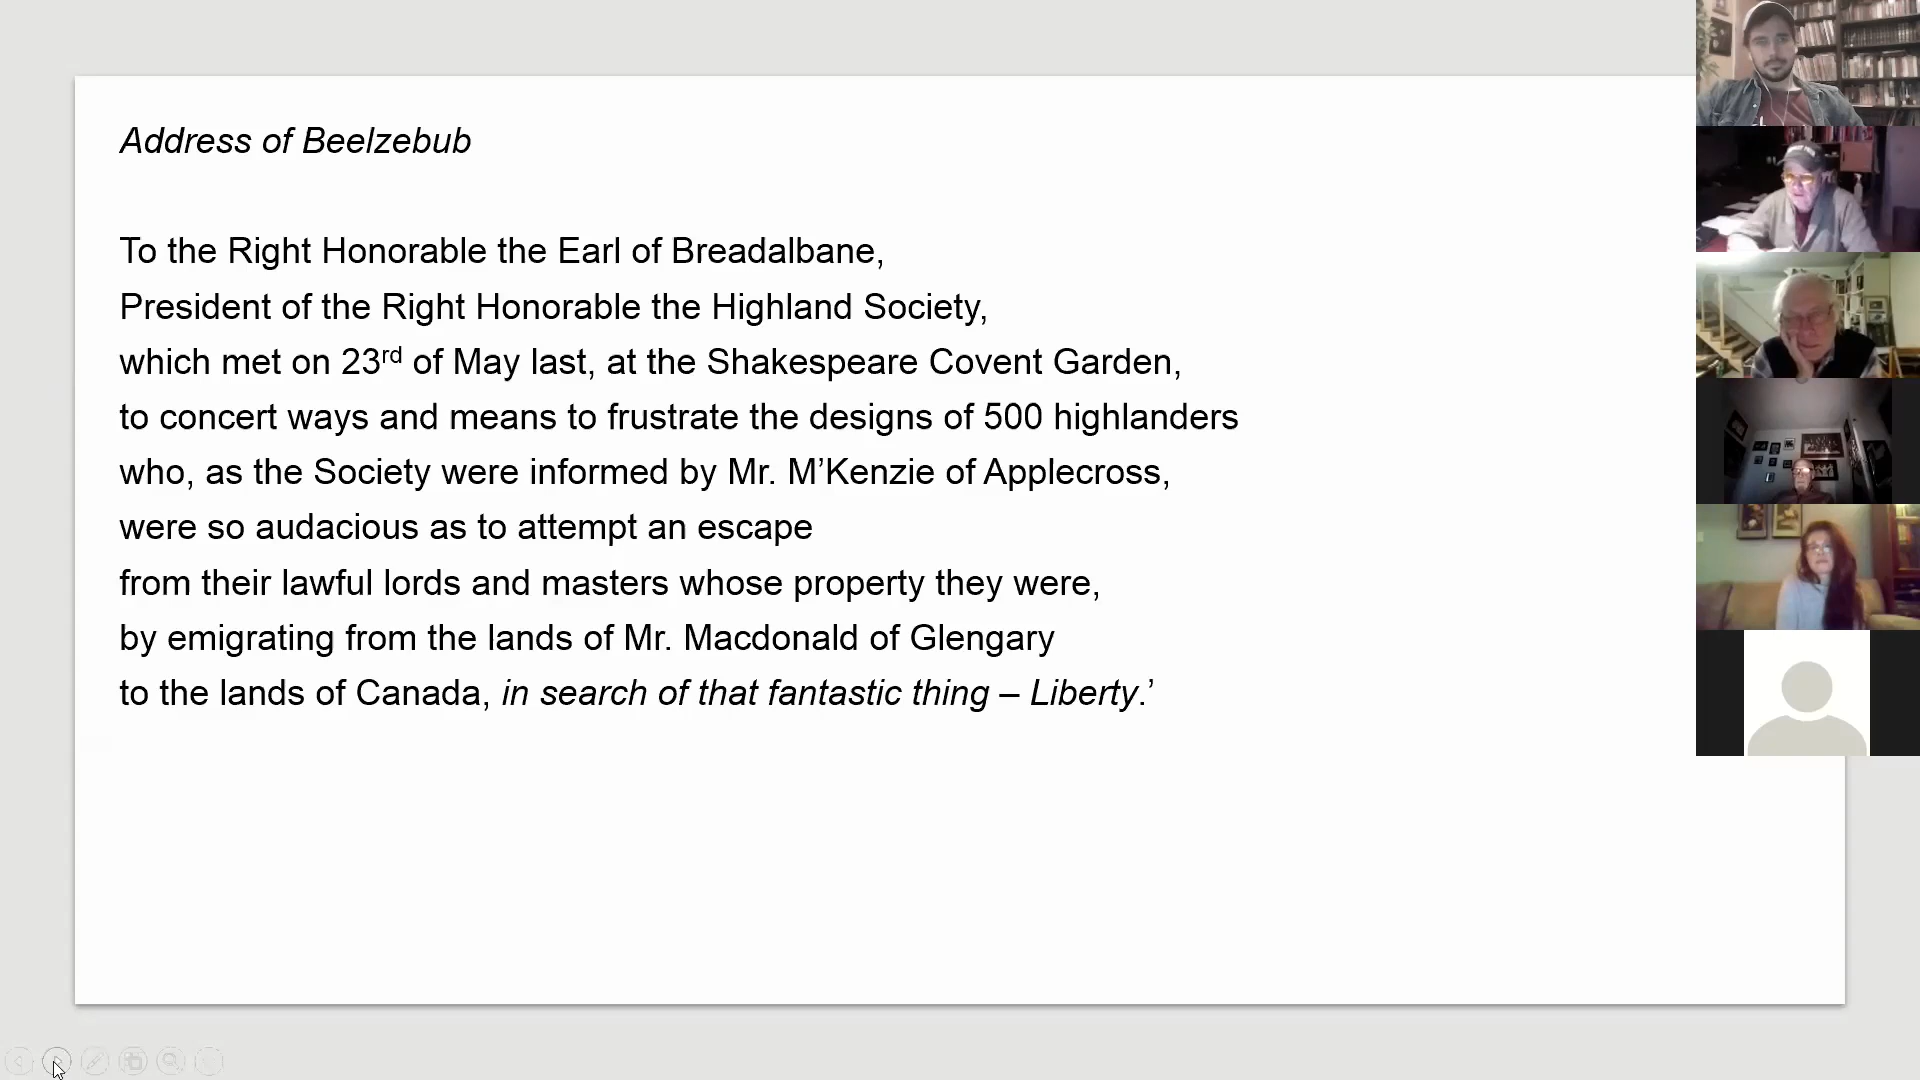 Address of Beelzebub
To the Right Honorable the Earl of Breadalbane,
President of the Right Honorable the Highland Society,
which met on 23rd of May last, at the Shakespeare Covent Garden,
to concert ways and means to frustrate the designs of 500 highlanders
who, as the Society were informed by Mr. M’Kenzie of Applecross,
were so audacious as to attempt an escape
from their lawful lords and masters whose property they were,
by emigrating from the lands of Mr. Macdonald of Glengary
to the lands of Canada, in search of that fantastic thing – Liberty.’